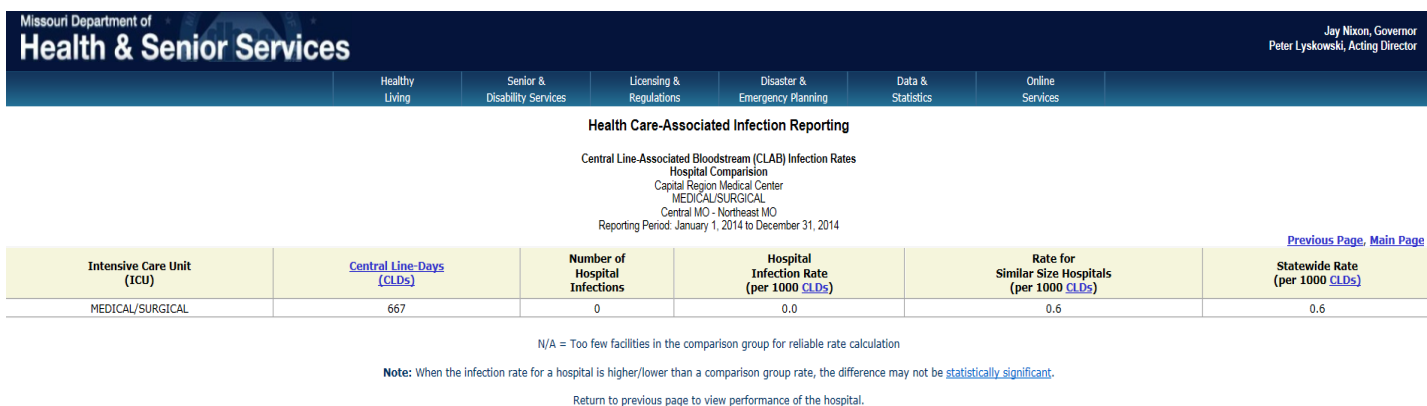 Missouri Department of
Health & Senior Services
Jay Nixon, Governor
Peter Lyskowski, Acting Director
Healthy Living
Senior & Disability Services
Licensing & Regulations
Disaster & Emergency Planning
Data & Statistics
Online Services
Health Care-Associated Infection Reporting
Central Line-Associated Bloodstream (CLAB) Infection Rates
Hospital Comparision
Capital Region Medical Center
MEDICAL/SURGICAL
Central MO - Northeast MO
Reporting Period: January 1, 2014 to December 31, 2014
Previous Page, Main Page
Intensive Care Unit (ICU)
Central Line-Days (CLDs)
Number of Hospital Infections
Hospital Infection Rate (per 1000 CLDs)
Rate for Similar Size Hospitals (per 1000 CLDs)
Statewide Rate (per 1000 CLDs)
MEDICAL/SURGICAL 667 0 0.0 0.6 0.6
N/A = Too few facilities in the comparison group for reliable rate calculation
Note: When the infection rate for a hospital is higher/lower than a comparison group rate, the difference may not be statistically significant.
Return to previous page to view performance of the hospital.